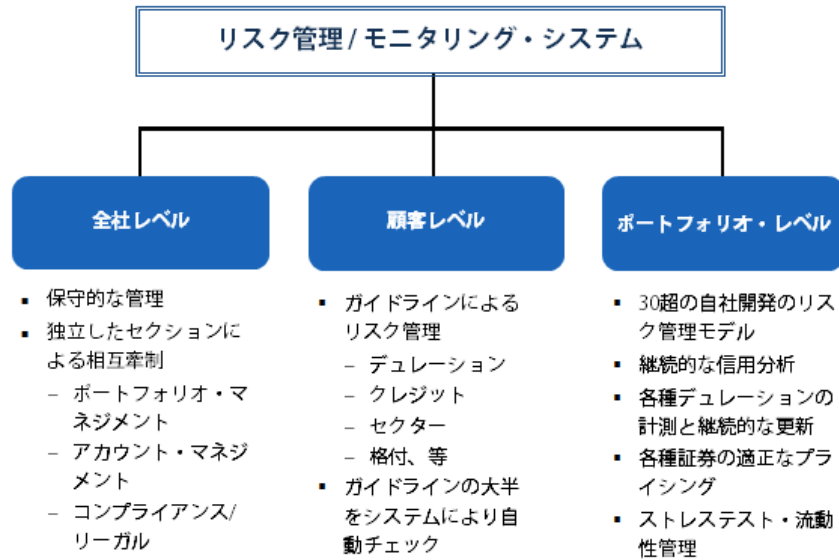 リスク管理 / モニタリング・システム
全社レベル
▪ 保守的な管理
▪ 独立したセクションに
よる相互牽制
– ポートフォリオ・マ
ネジメント
– アカウント・マネジ
メント
– コンプライアンス/
リーガル
顧客レベル
▪ ガイドラインによる
リスク管理
– デュレーション
– クレジット
– セクター
– 格付、等
▪ ガイドラインの大半
をシステムにより自
動チェック
ポートフォリオ・レベル
▪ 30超の自社開発のリス
ク管理モデル
▪ 継続的な信用分析
▪ 各種デュレーションの
計測と継続的な更新
▪ 各種証券の適正なプラ
イシング
▪ ストレステスト・流動
性管理